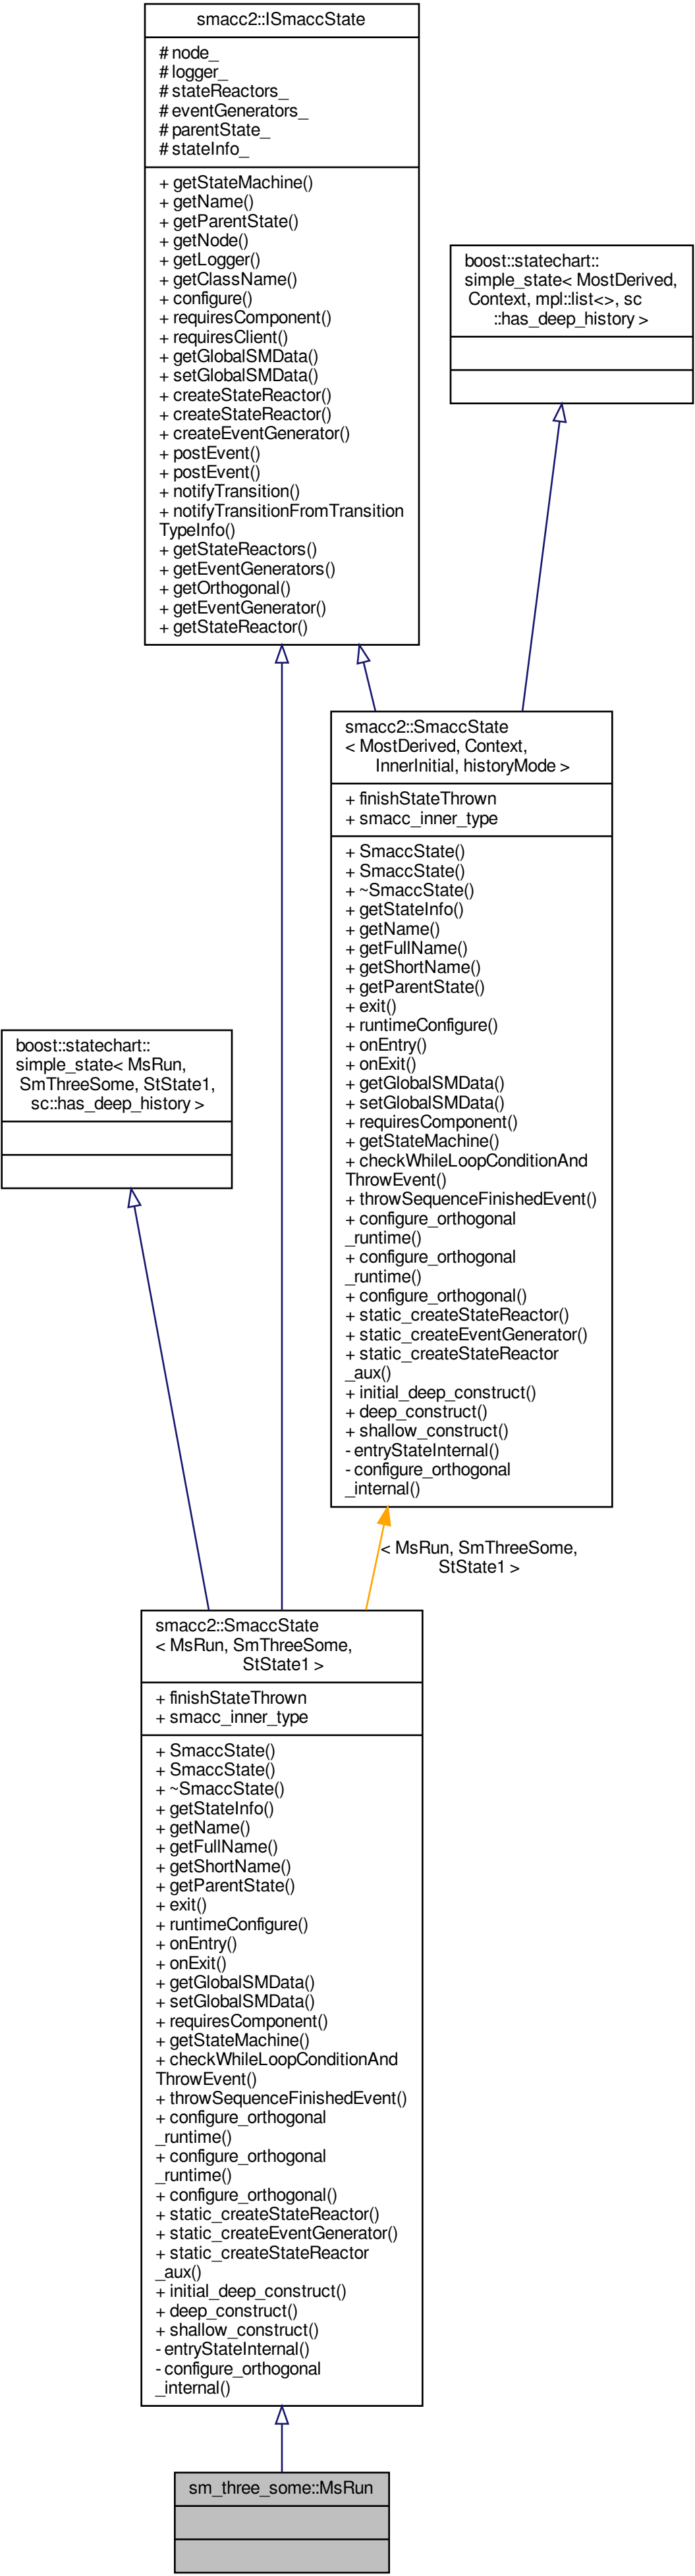 smacc2::ISmaccState
# node_
# logger_
# stateReactors_
# eventGenerators_
# parentState_
# stateInfo_
+ getStateMachine()
+ getName()
+ getParentState()
+ getNode()
+ getLogger()
+ getClassName()
+ configure()
+ requiresComponent()
+ requiresClient()
+ getGlobalSMData()
+ setGlobalSMData()
+ createStateReactor()
+ createStateReactor()
+ createEventGenerator()
+ postEvent()
+ postEvent()
+ notifyTransition()
+ notifyTransitionFromTransition
TypeInfo()
+ getStateReactors()
+ getEventGenerators()
+ getOrthogonal()
+ getEventGenerator()
+ getStateReactor()
boost::statechart::
simple_state< MostDerived,
Context, mpl::list<>, sc
::has_deep_history >
smacc2::SmaccState
< MostDerived, Context,
InnerInitial, historyMode >
+ finishStateThrown
+ smacc_inner_type
+ SmaccState()
+ SmaccState()
+ ~SmaccState()
+ getStateInfo()
+ getName()
+ getFullName()
+ getShortName()
+ getParentState()
+ exit()
+ runtimeConfigure()
+ onEntry()
+ onExit()
+ getGlobalSMData()
+ setGlobalSMData()
+ requiresComponent()
+ getStateMachine()
+ checkWhileLoopConditionAnd
ThrowEvent()
+ throwSequenceFinishedEvent()
+ configure_orthogonal
_runtime()
+ configure_orthogonal
_runtime()
+ configure_orthogonal()
+ static_createStateReactor()
+ static_createEventGenerator()
+ static_createStateReactor
_aux()
+ initial_deep_construct()
+ deep_construct()
+ shallow_construct()
- entryStateInternal()
- configure_orthogonal
_internal()
boost::statechart::
simple_state< MsRun,
SmThreeSome, StState1,
sc::has_deep_history >
< MsRun, SmThreeSome,
StState1 >
smacc2::SmaccState
< MsRun, SmThreeSome,
StState1 >
+ finishStateThrown
+ smacc_inner_type
+ SmaccState()
+ SmaccState()
+ ~SmaccState()
+ getStateInfo()
+ getName()
+ getFullName()
+ getShortName()
+ getParentState()
+ exit()
+ runtimeConfigure()
+ onEntry()
+ onExit()
+ getGlobalSMData()
+ setGlobalSMData()
+ requiresComponent()
+ getStateMachine()
+ checkWhileLoopConditionAnd
ThrowEvent()
+ throwSequenceFinishedEvent()
+ configure_orthogonal
_runtime()
+ configure_orthogonal
_runtime()
+ configure_orthogonal()
+ static_createStateReactor()
+ static_createEventGenerator()
+ static_createStateReactor
_aux()
+ initial_deep_construct()
+ deep_construct()
+ shallow_construct()
- entryStateInternal()
- configure_orthogonal
_internal()
sm_three_some::MsRun